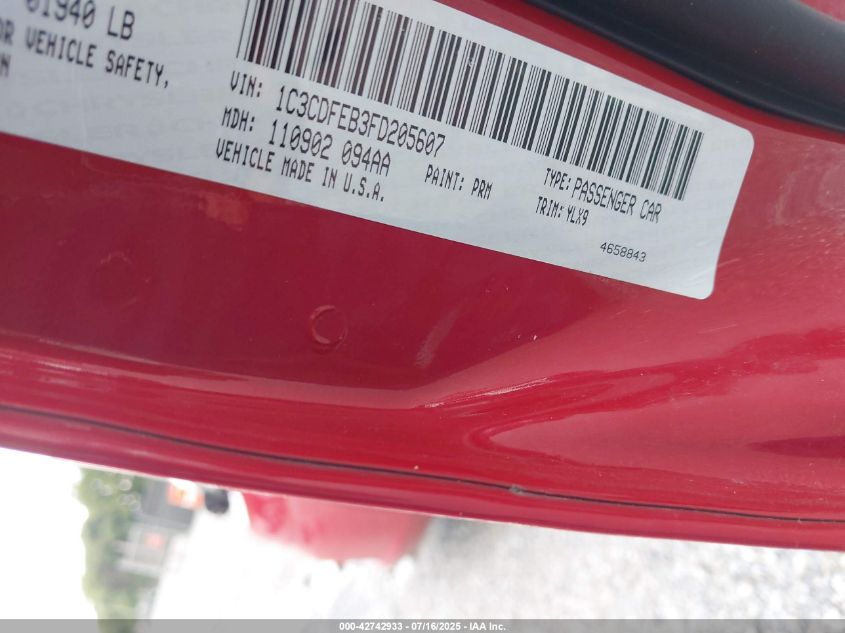 01940 LB
OR VEHICLE SAFETY,
VIN: 1C3CDFEB3FD205607
MDH: 110902 094AA
VEHICLE MADE IN U.S.A.
PAINT: PRM
TYPE: PASSENGER CAR
TRIM: YLX9
4658843
000-42742933 - 07/16/2025 - IAA Inc.